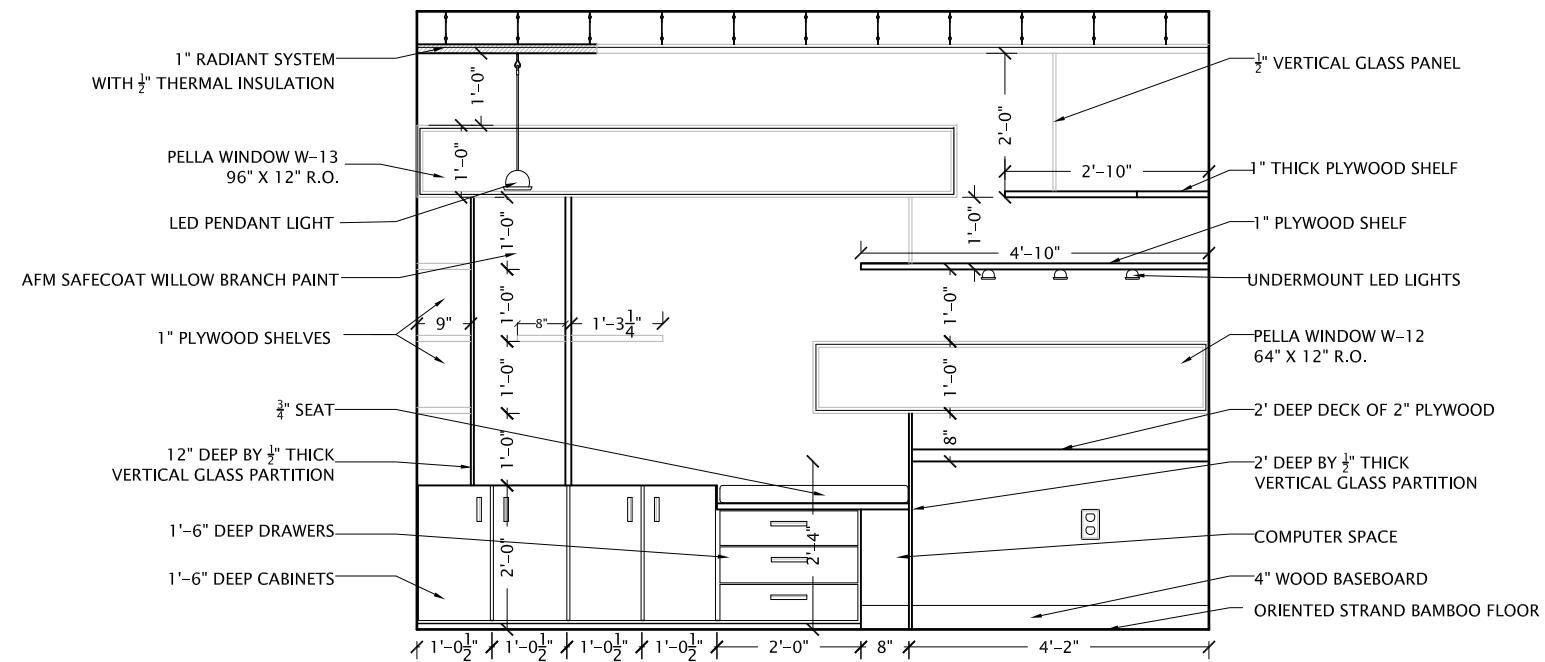 1" RADIANT SYSTEM
WITH ½" THERMAL INSULATION
PELLA WINDOW W-13
96" X 12" R.O.
LED PENDANT LIGHT
AFM SAFECOAT WILLOW BRANCH PAINT
1" PLYWOOD SHELVES
¾" SEAT
12" DEEP BY ½" THICK
VERTICAL GLASS PARTITION
1'-6" DEEP DRAWERS
1'-6" DEEP CABINETS
1'-0"
1'-0"
1'-0"
1'-0"
1'-0"
1'-0"
2'-0"
9"
8"
1'-3¼"
2'-4"
2'-0"
2'-10"
1'-0"
4'-10"
1'-0"
1'-0"
8"
1'-0½"
1'-0½"
1'-0½"
1'-0½"
2'-0"
8"
4'-2"
½" VERTICAL GLASS PANEL
1" THICK PLYWOOD SHELF
1" PLYWOOD SHELF
UNDERMOUNT LED LIGHTS
PELLA WINDOW W-12
64" X 12" R.O.
2' DEEP DECK OF 2" PLYWOOD
2' DEEP BY ½" THICK
VERTICAL GLASS PARTITION
COMPUTER SPACE
4" WOOD BASEBOARD
ORIENTED STRAND BAMBOO FLOOR